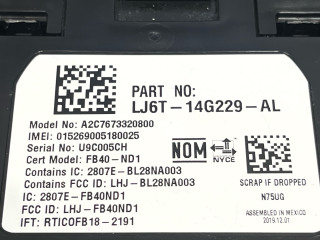 PART NO:
LJ6T-14G229-AL
Model No: A2C7673320800
IMEI: 015269005180025
Serial No: U9C005CH
Cert Model: FB40-ND1
Contains IC: 2807E-BL28NA003
Contains FCC ID: LHJ-BL28NA003
IC: 2807E-FB40ND1
FCC ID: LHJ-FB40ND1
IFT: RTICOFB18-2191
NOM
NYCE
SCRAP IF DROPPED
N75UG
ASSEMBLED IN MEXICO
2019.12.01